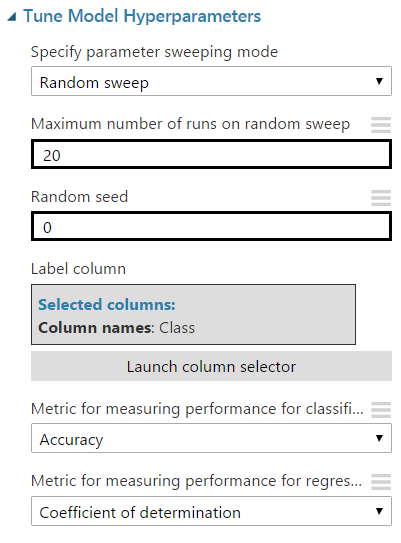 Tune Model Hyperparameters
Specify parameter sweeping mode
Random sweep
Maximum number of runs on random sweep
20
Random seed
0
Label column
Selected columns:
Column names: Class
Launch column selector
Metric for measuring performance for classifi...
Accuracy
Metric for measuring performance for regres...
Coefficient of determination